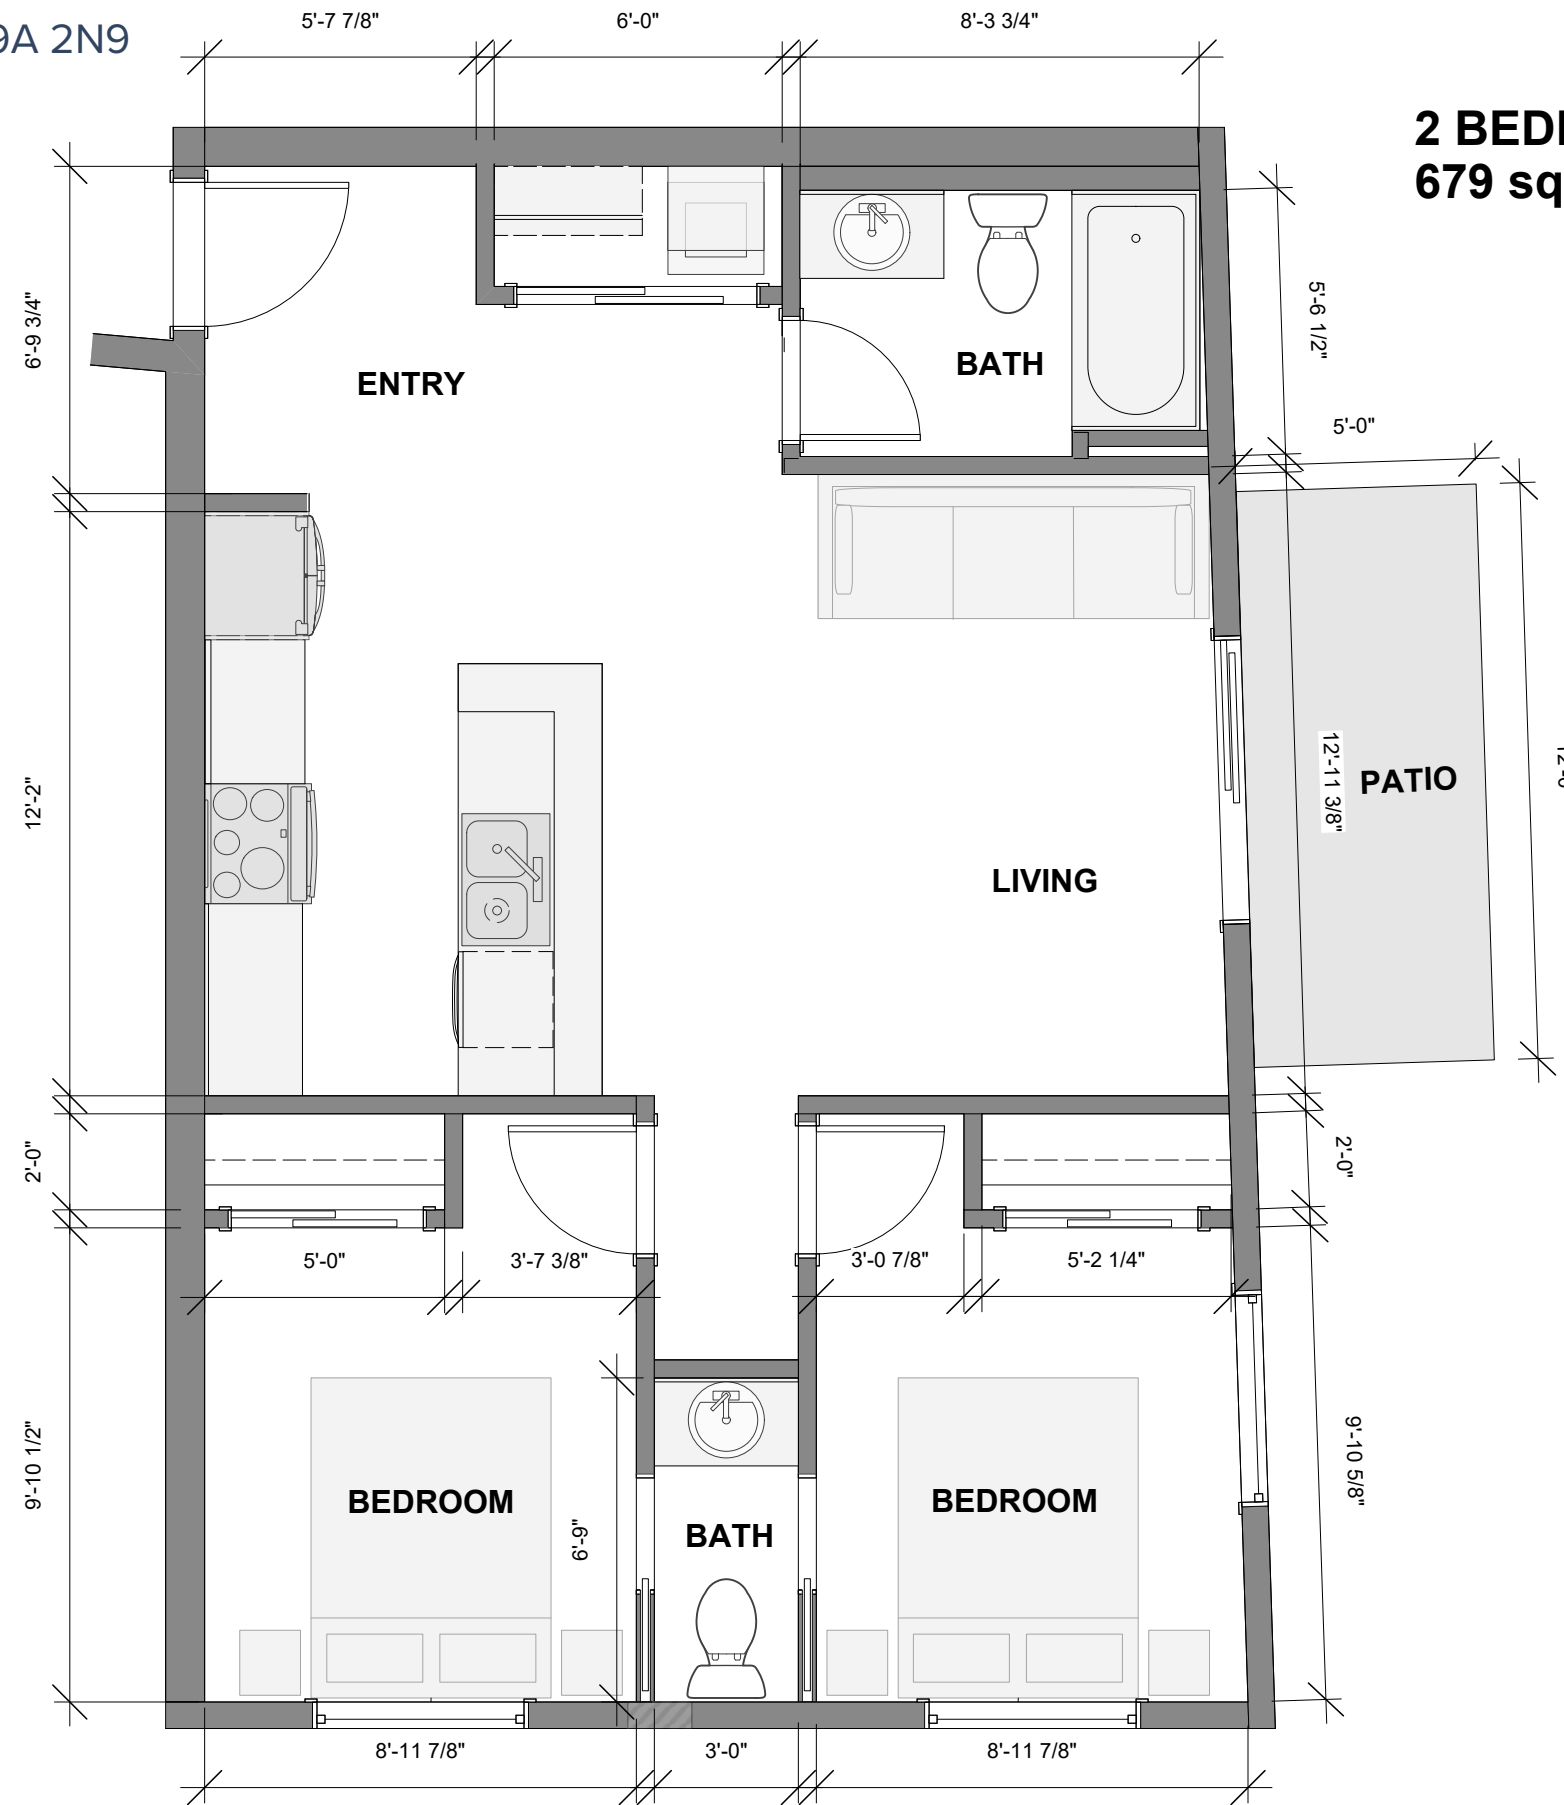 5'-7 7/8" 6'-0" 8'-3 3/4"
9A 2N9
679 sq
2
6'-9 3/4"
5'-6 1/2"
BATH
ENTRY
5'-0"
12'-2"
12'-11 3/8"
PATIO
LIVING
2'-0"
2'-0"
5'-0" 3'-7 3/8" 3'-0 7/8" 5'-2 1/4"
9'-10 1/2"
9'-10 5/8"
BEDROOM
BEDROOM
6'-9"
BATH
8'-11 7/8" 3'-0" 8'-11 7/8"